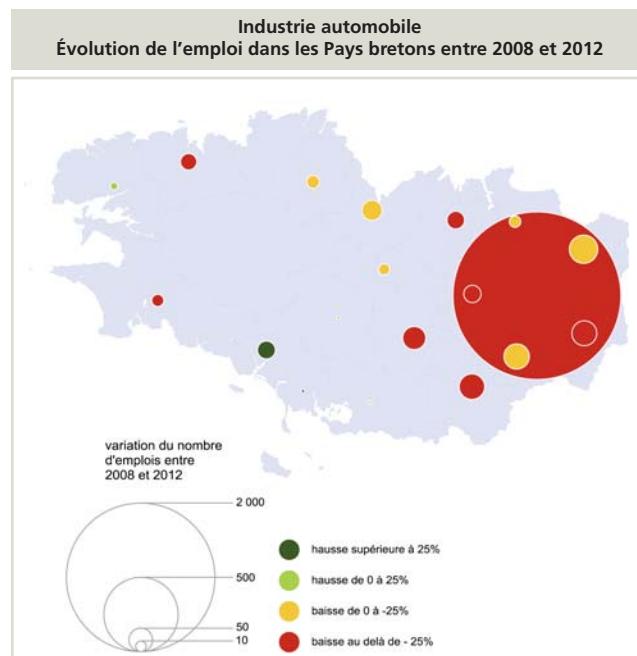 Industrie automobile
Évolution de l'emploi dans les Pays bretons entre 2008 et 2012
variation du nombre
d'emplois entre
2008 et 2012
2 000
500
50
10
hausse supérieure à 25%
hausse de 0 à 25%
baisse de 0 à -25%
baisse au delà de - 25%